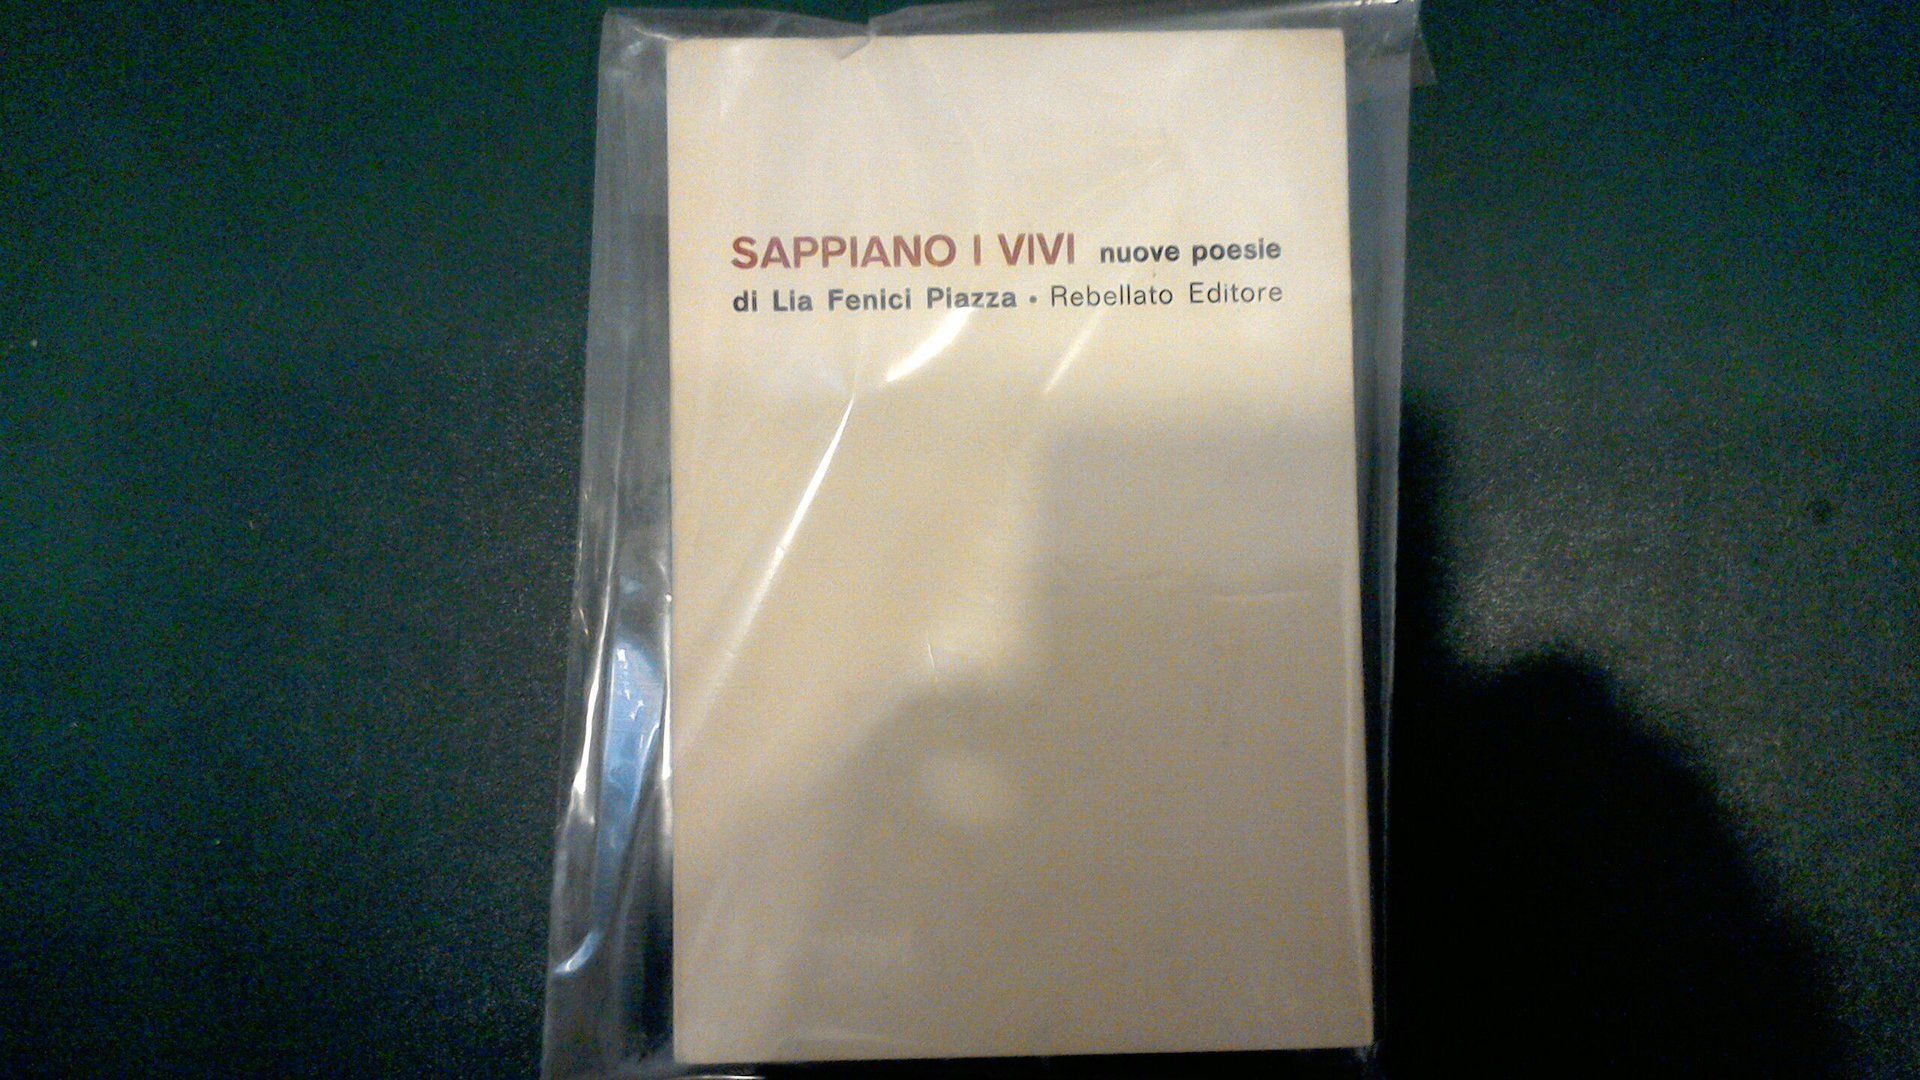 SAPPIANO I VIVI nuove poesie
di Lia Fenici Piazza • Rebellato Editore